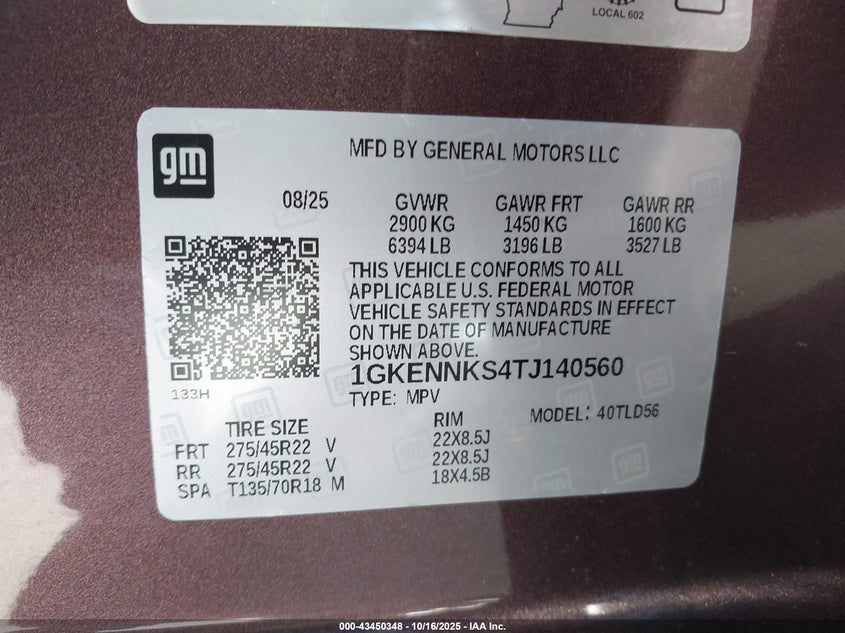 LOCAL 602
gm
MFD BY GENERAL MOTORS LLC
08/25 GVWR GAWR FRT GAWR RR
2900 KG 1450 KG 1600 KG
6394 LB 3196 LB 3527 LB
THIS VEHICLE CONFORMS TO ALL
APPLICABLE U.S. FEDERAL MOTOR
VEHICLE SAFETY STANDARDS IN EFFECT
ON THE DATE OF MANUFACTURE
SHOWN ABOVE.
1GKENNKS4TJ140560
133H
TYPE: MPV
MODEL: 40TLD56
TIRE SIZE RIM
FRT 275/45R22 V 22X8.5J
RR 275/45R22 V 22X8.5J
SPA T135/70R18 M 18X4.5B
000-43450348 - 10/16/2025 - IAA Inc.